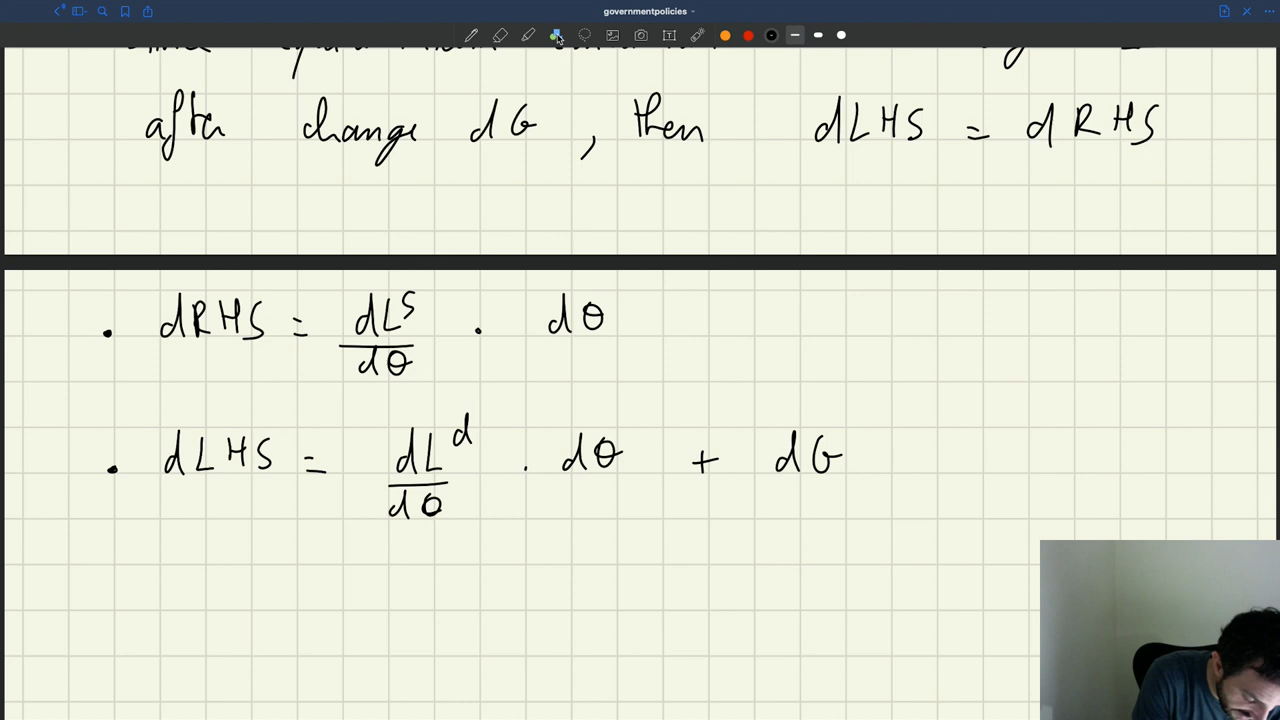 governmentpolicies
after change dG , then dLHS = dRHS
. dRHS = dL^S/dθ . dθ
. dLHS = dL^d/dθ . dθ + dG